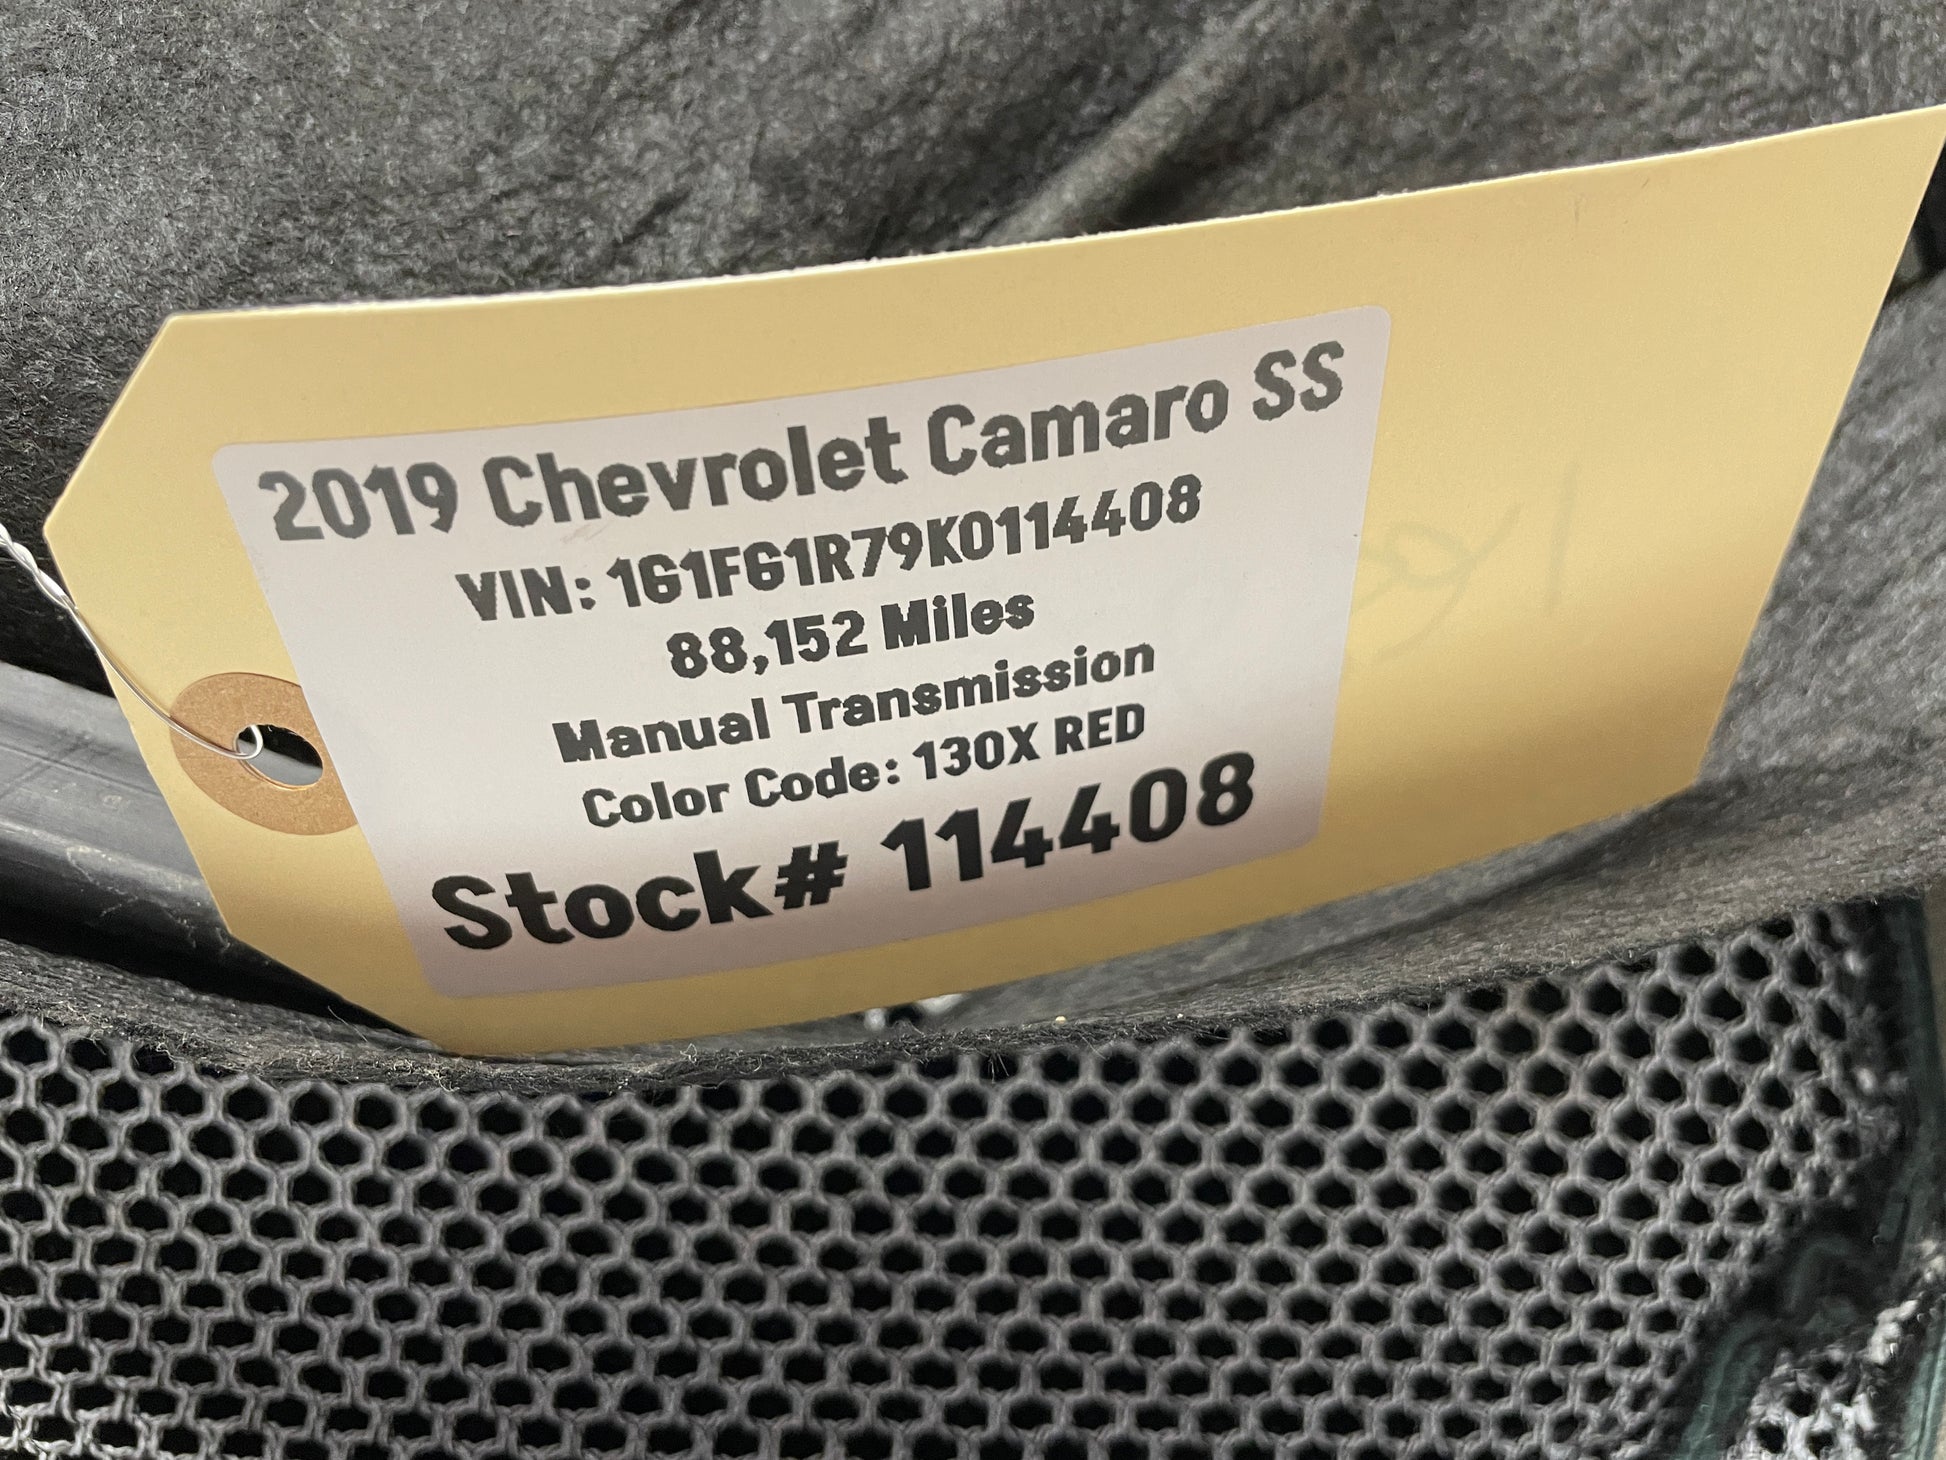 2019 Chevrolet Camaro SS
VIN: 1G1FG1R79K0114408
88,152 Miles
Manual Transmission
Color Code: 130X RED
Stock# 114408